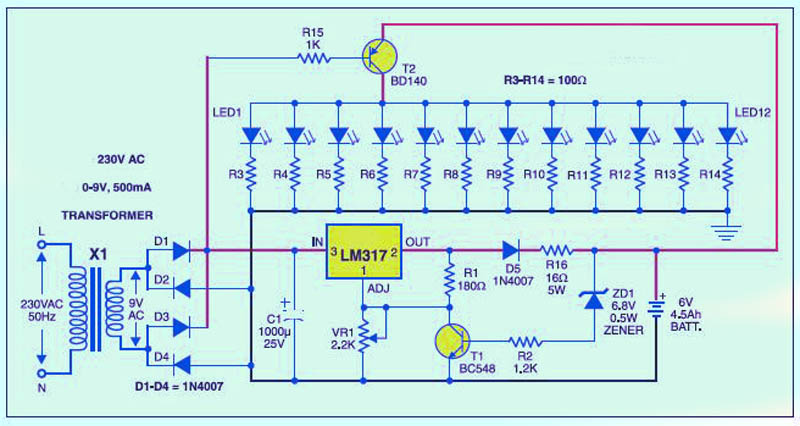 R15
1K
T2
BD140
R3-R14 = 100Ω
LED1
LED12
R3
R4
R5
R6
R7
R8
R9
R10
R11
R12
R13
R14
230V AC
0-9V, 500mA
TRANSFORMER
L
X1
230VAC
50Hz
N
9V
AC
D1
D2
D3
D4
D1-D4 = 1N4007
C1
1000µ
25V
IN
3 LM317 2
1
OUT
ADJ
VR1
2.2K
R1
180Ω
T1
BC548
D5
1N4007
R16
16Ω
5W
R2
1.2K
ZD1
6.8V
0.5W
ZENER
6V
4.5Ah
BATT.